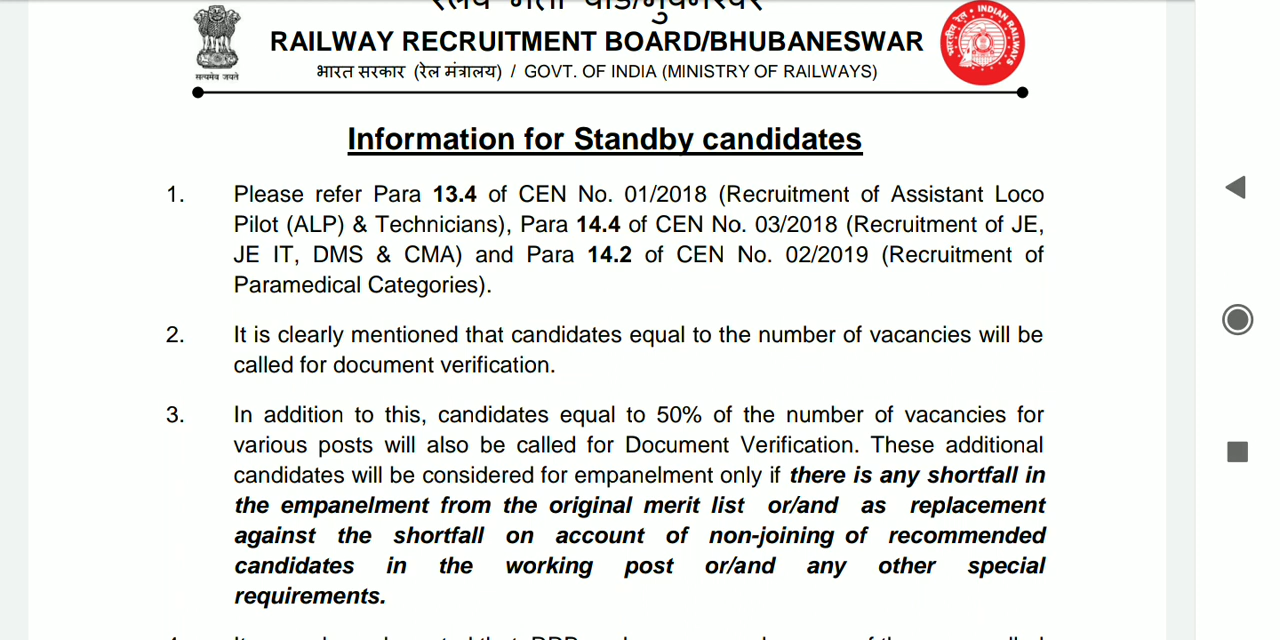 RAILWAY RECRUITMENT BOARD/BHUBANESWAR
भारत सरकार (रेल मंत्रालय) / GOVT. OF INDIA (MINISTRY OF RAILWAYS)
सत्यमेव जयते
भारतीय रेल INDIAN RAILWAYS
Information for Standby candidates
1. Please refer Para 13.4 of CEN No. 01/2018 (Recruitment of Assistant Loco
Pilot (ALP) & Technicians), Para 14.4 of CEN No. 03/2018 (Recruitment of JE,
JE IT, DMS & CMA) and Para 14.2 of CEN No. 02/2019 (Recruitment of
Paramedical Categories).
2. It is clearly mentioned that candidates equal to the number of vacancies will be
called for document verification.
3. In addition to this, candidates equal to 50% of the number of vacancies for
various posts will also be called for Document Verification. These additional
candidates will be considered for empanelment only if there is any shortfall in
the empanelment from the original merit list or/and as replacement
against the shortfall on account of non-joining of recommended
candidates in the working post or/and any other special
requirements.